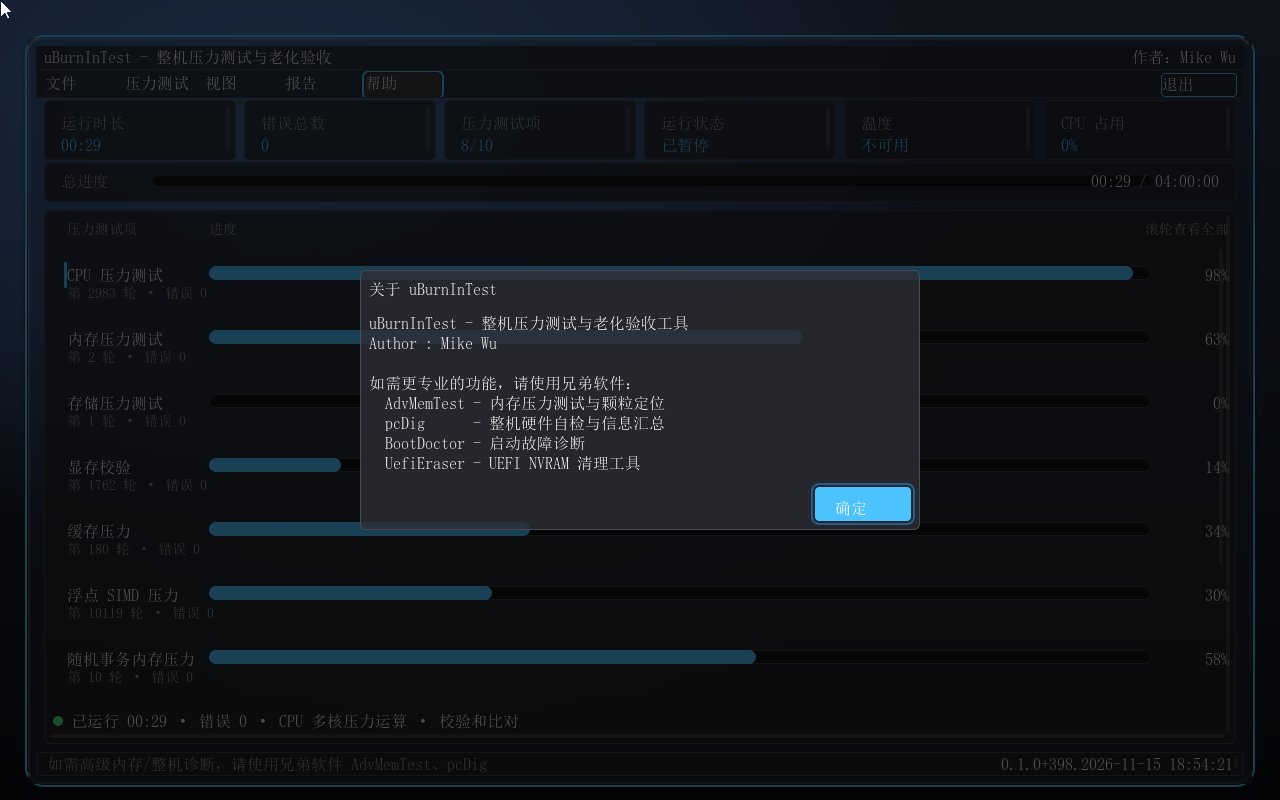 uBurnInTest - 整机压力测试与老化验收 作者: Mike Wu
文件 压力测试 视图 报告 帮助 退出
运行时长 错误总数 压力测试项 运行状态 温度 CPU 占用
00:29 0 8/10 已暂停 不可用 0%
总进度 00:29 / 04:00:00
压力测试项 进度 滚轮查看全部
CPU 压力测试 98%
第 2983 轮 • 错误 0
内存压力测试 63%
第 2 轮 • 错误 0
存储压力测试 0%
第 1 轮 • 错误 0
显存校验 14%
第 1762 轮 • 错误 0
缓存压力 34%
第 180 轮 • 错误 0
浮点 SIMD 压力 30%
第 10119 轮 • 错误 0
随机事务内存压力 58%
第 10 轮 • 错误 0
关于 uBurnInTest
uBurnInTest - 整机压力测试与老化验收工具
Author : Mike Wu
如需更专业的功能, 请使用兄弟软件:
AdvMemTest - 内存压力测试与颗粒定位
pcDig - 整机硬件自检与信息汇总
BootDoctor - 启动故障诊断
UefiEraser - UEFI NVRAM 清理工具
确定
已运行 00:29 • 错误 0 • CPU 多核压力运算 • 校验和比对
如需高级内存/整机诊断, 请使用兄弟软件 AdvMemTest、pcDig 0.1.0+398.2026-11-15 18:54:21